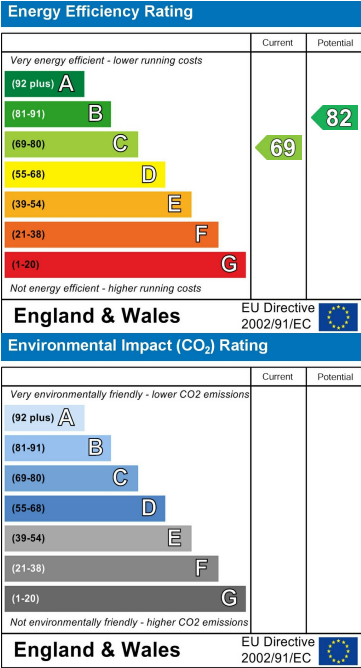 Energy Efficiency Rating
Current Potential
Very energy efficient - lower running costs
(92 plus) A
(81-91) B
82
(69-80) C
69
(55-68) D
(39-54) E
(21-38) F
(1-20) G
Not energy efficient - higher running costs
England & Wales
EU Directive
2002/91/EC
Environmental Impact (CO₂) Rating
Current Potential
Very environmentally friendly - lower CO2 emissions
(92 plus) A
(81-91) B
(69-80) C
(55-68) D
(39-54) E
(21-38) F
(1-20) G
Not environmentally friendly - higher CO2 emissions
England & Wales
EU Directive
2002/91/EC